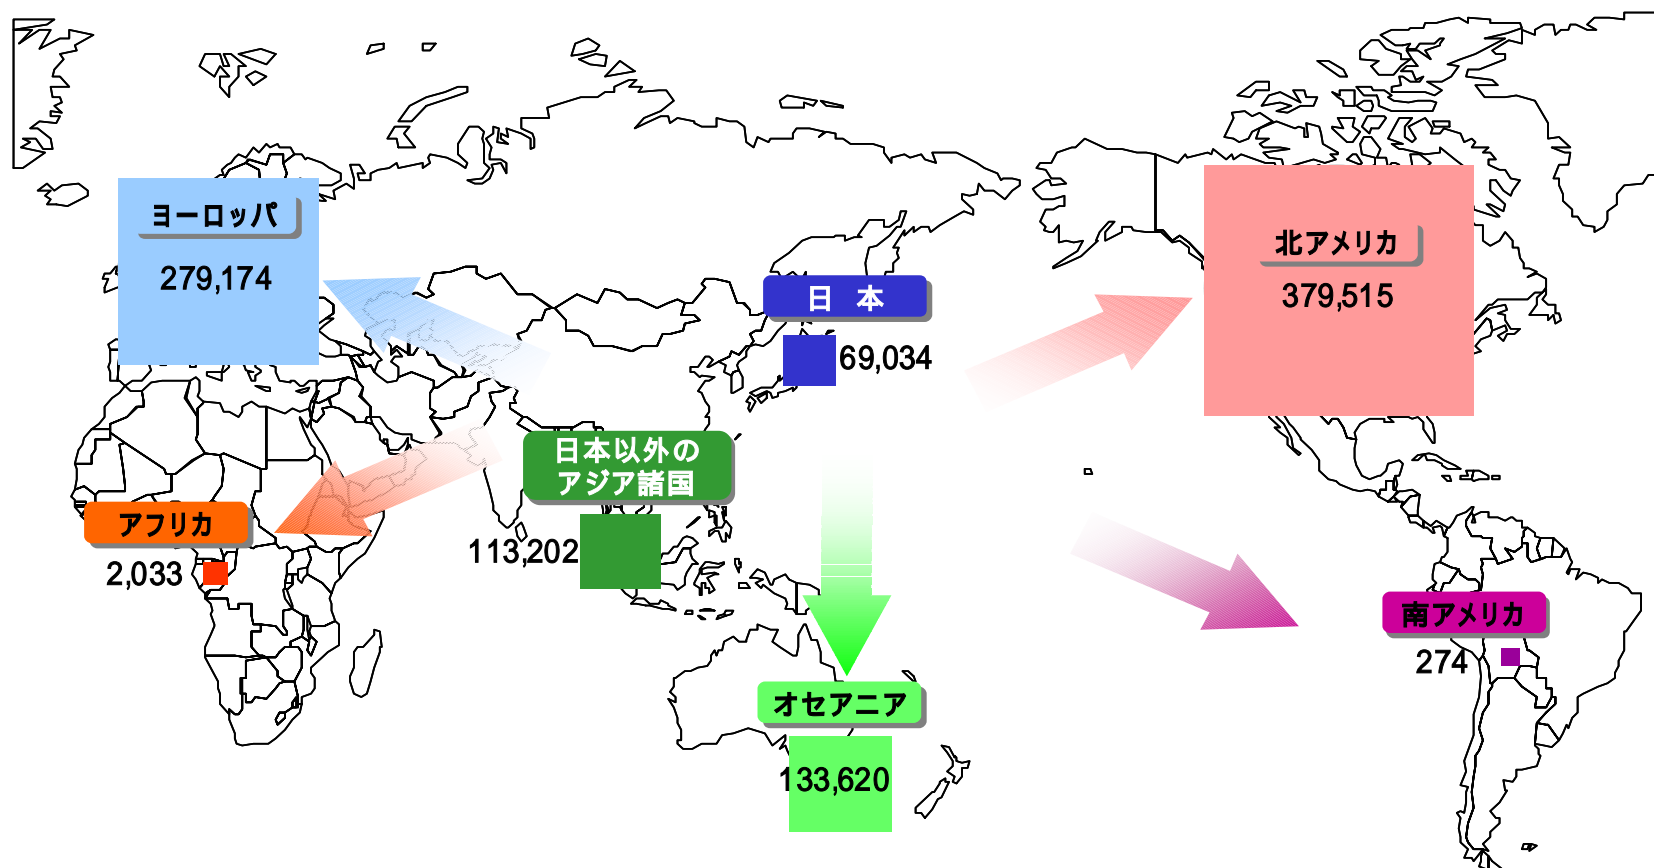 ヨーロッパ
279,174
北アメリカ
379,515
日 本
69,034
日本以外の
アジア諸国
113,202
アフリカ
2,033
南アメリカ
274
オセアニア
133,620